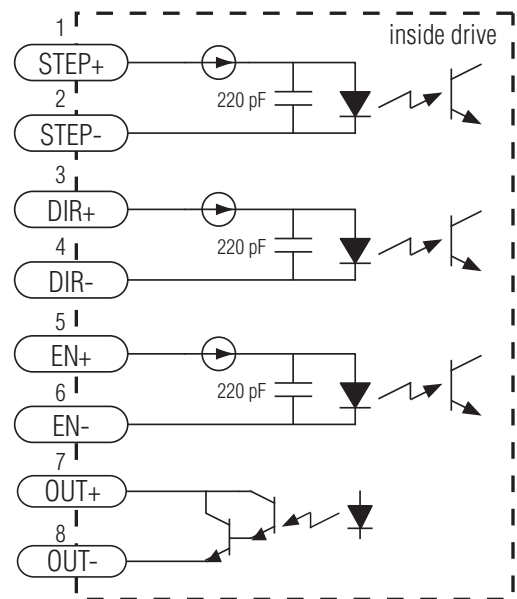 inside drive
1
STEP+
220 pF
2
STEP-
3
DIR+
220 pF
4
DIR-
5
EN+
220 pF
6
EN-
7
OUT+
8
OUT-